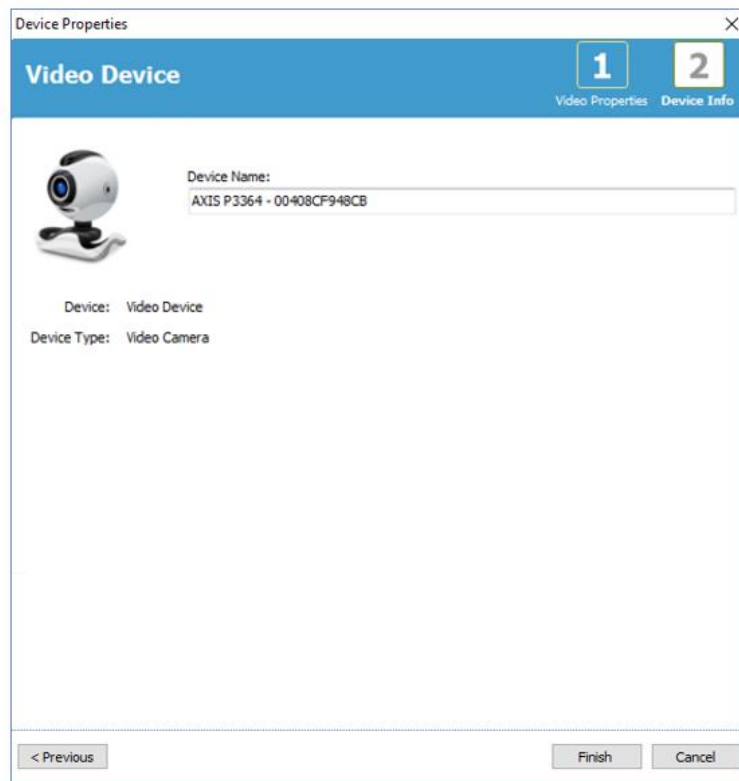 Device Properties
Video Device
1
Video Properties
2
Device Info
Device Name:
AXIS P3364 - 00408CF948CB
Device: Video Device
Device Type: Video Camera
< Previous
Finish
Cancel